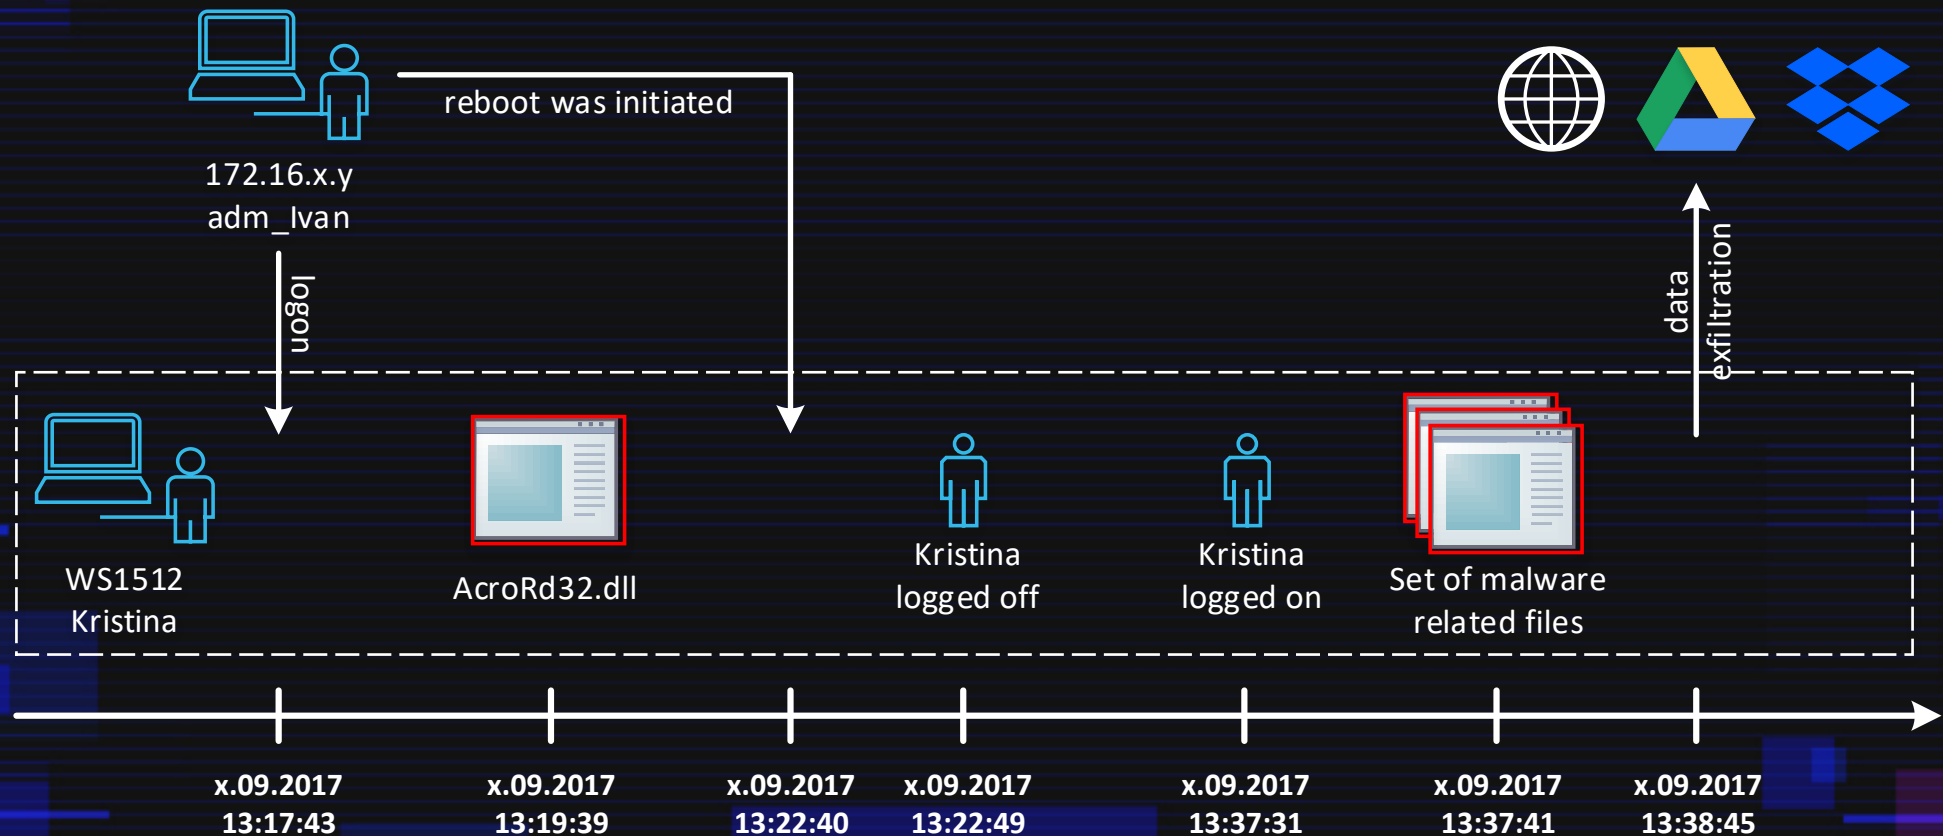 reboot was initiated
172.16.x.y
adm_Ivan
logon
data
exfiltration
WS1512
Kristina
AcroRd32.dll
Kristina
logged off
Kristina
logged on
Set of malware
related files
x.09.2017
13:17:43
x.09.2017
13:19:39
x.09.2017
13:22:40
x.09.2017
13:22:49
x.09.2017
13:37:31
x.09.2017
13:37:41
x.09.2017
13:38:45